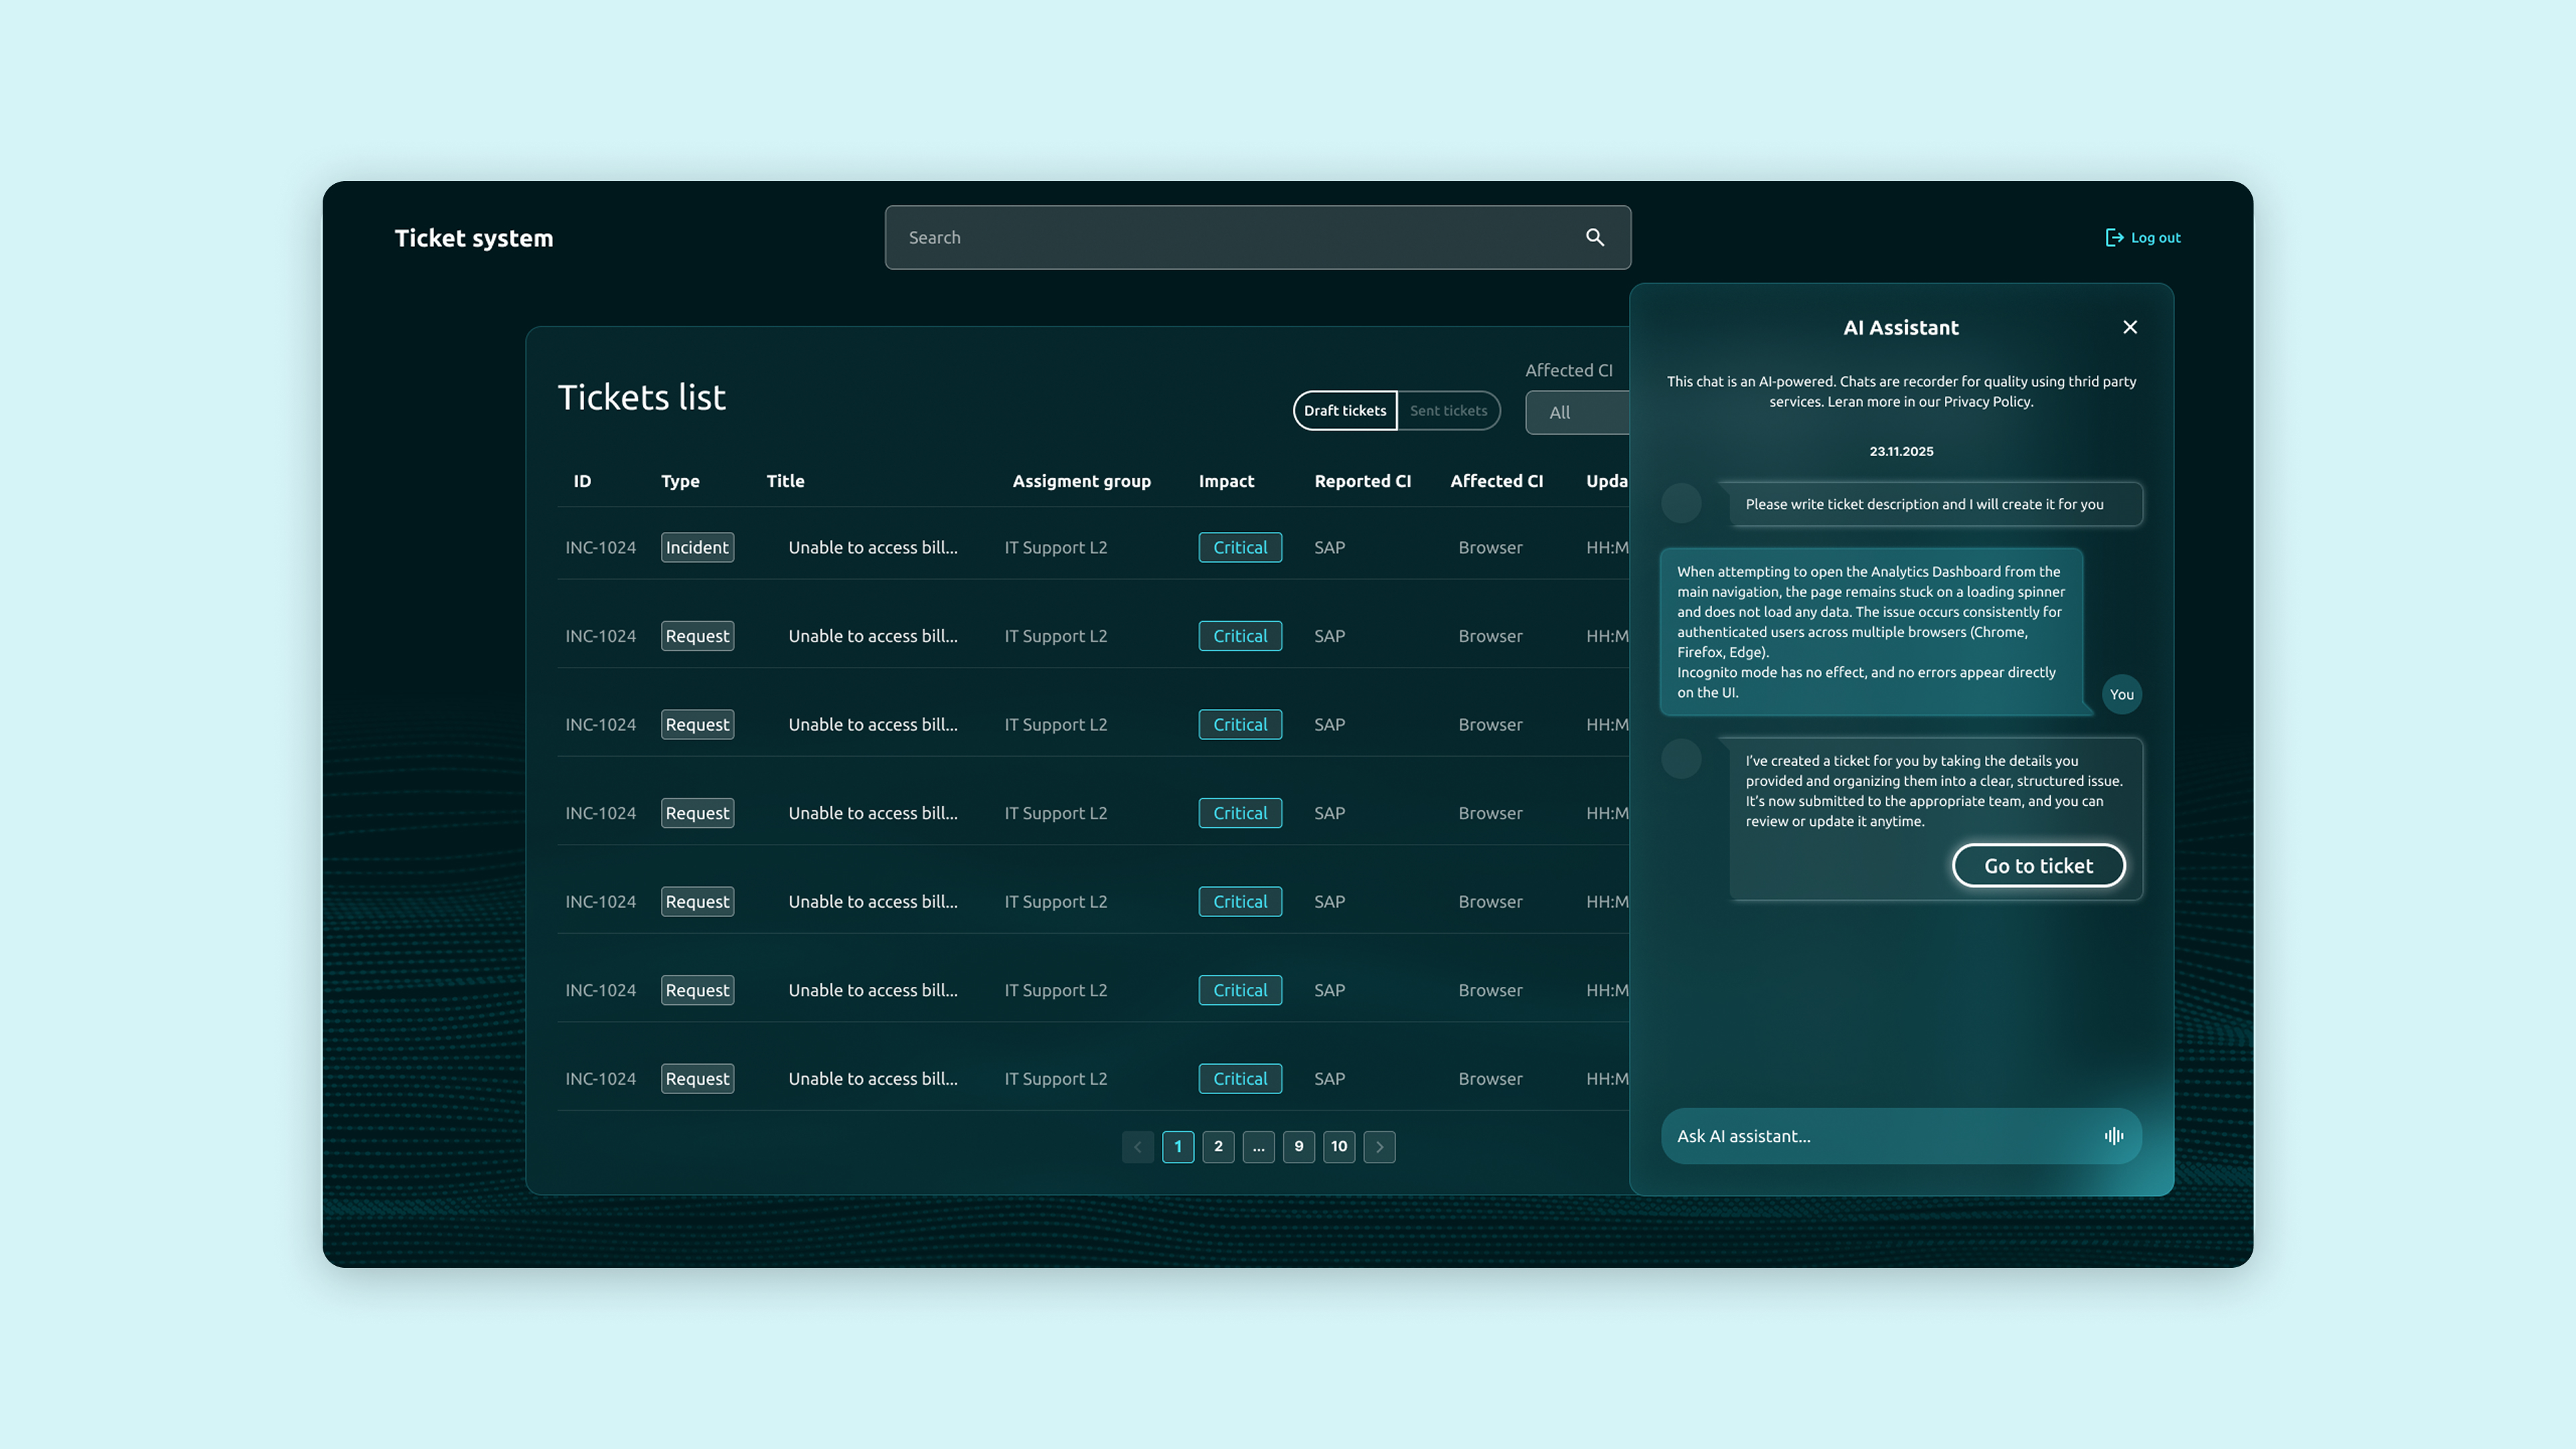 Ticket system
Search
Log out
Tickets list
Draft tickets
Sent tickets
Affected CI
All
ID Type Title Assigment group Impact Reported CI Affected CI Upda
INC-1024 Incident Unable to access bill... IT Support L2 Critical SAP Browser HH:M
INC-1024 Request Unable to access bill... IT Support L2 Critical SAP Browser HH:M
INC-1024 Request Unable to access bill... IT Support L2 Critical SAP Browser HH:M
INC-1024 Request Unable to access bill... IT Support L2 Critical SAP Browser HH:M
INC-1024 Request Unable to access bill... IT Support L2 Critical SAP Browser HH:M
INC-1024 Request Unable to access bill... IT Support L2 Critical SAP Browser HH:M
INC-1024 Request Unable to access bill... IT Support L2 Critical SAP Browser HH:M
1 2 ... 9 10
AI Assistant
This chat is an AI-powered. Chats are recorder for quality using thrid party
services. Leran more in our Privacy Policy.
23.11.2025
Please write ticket description and I will create it for you
When attempting to open the Analytics Dashboard from the
main navigation, the page remains stuck on a loading spinner
and does not load any data. The issue occurs consistently for
authenticated users across multiple browsers (Chrome,
Firefox, Edge).
Incognito mode has no effect, and no errors appear directly
on the UI.
You
I've created a ticket for you by taking the details you
provided and organizing them into a clear, structured issue.
It's now submitted to the appropriate team, and you can
review or update it anytime.
Go to ticket
Ask AI assistant...